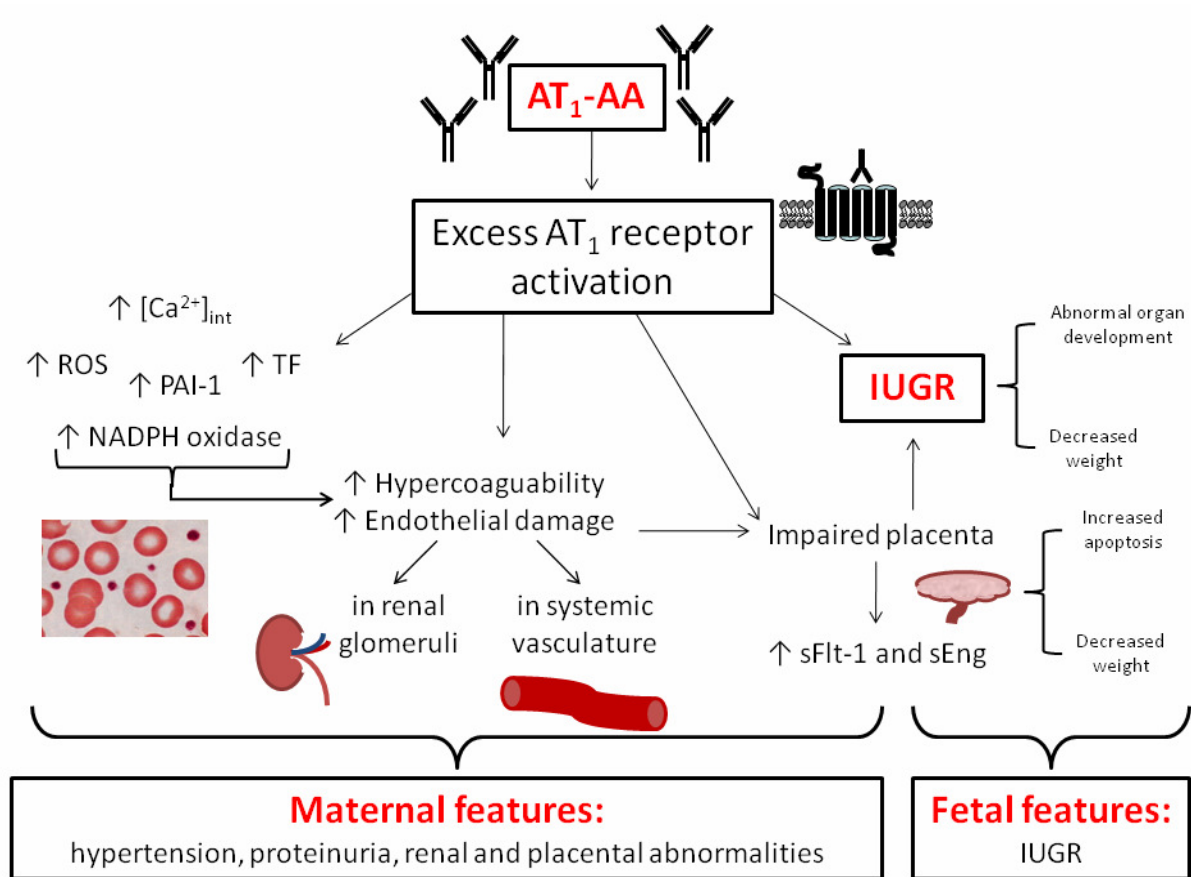 AT₁-AA
Excess AT₁ receptor
activation
↑ [Ca²⁺]int
↑ ROS
↑ PAI-1
↑ TF
↑ NADPH oxidase
↑ Hypercoaguability
↑ Endothelial damage
in renal
glomeruli
in systemic
vasculature
Impaired placenta
↑ sFlt-1 and sEng
IUGR
Abnormal organ
development
Decreased
weight
Increased
apoptosis
Decreased
weight
Maternal features:
hypertension, proteinuria, renal and placental abnormalities
Fetal features:
IUGR